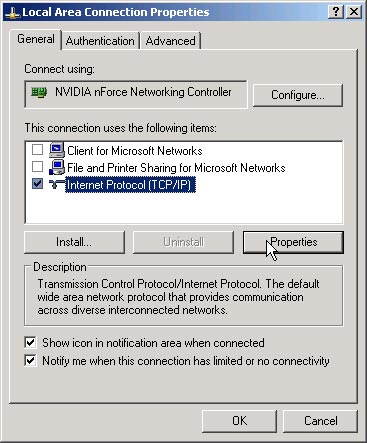 Local Area Connection Properties
General Authentication Advanced
Connect using:
NVIDIA nForce Networking Controller
Configure...
This connection uses the following items:
Client for Microsoft Networks
File and Printer Sharing for Microsoft Networks
Internet Protocol (TCP/IP)
Install... Uninstall Properties
Description
Transmission Control Protocol/Internet Protocol. The default
wide area network protocol that provides communication
across diverse interconnected networks.
Show icon in notification area when connected
Notify me when this connection has limited or no connectivity
OK Cancel